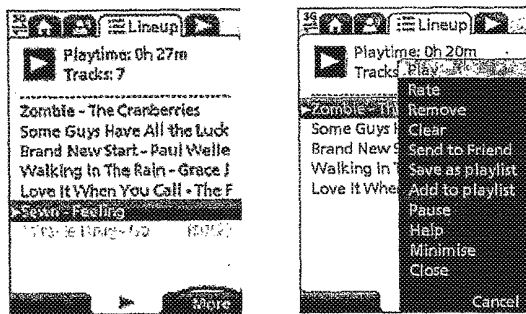 3G
Lineup
Playtime: 0h 27m
Tracks: 7
Zombie - The Cranberries
Some Guys Have All the Luck
Brand New Start - Paul Welle
Walking In The Rain - Grace J
Love It When You Call - The F
Sewn - Feeling
More
3G
Lineup
Playtime: 0h 20m
Tracks
Zombie - Th
Some Guys H
Brand New S
Walking In T
Love It Whe
Play
Rate
Remove
Clear
Send to Friend
Save as playlist
Add to playlist
Pause
Help
Minimise
Close
Cancel